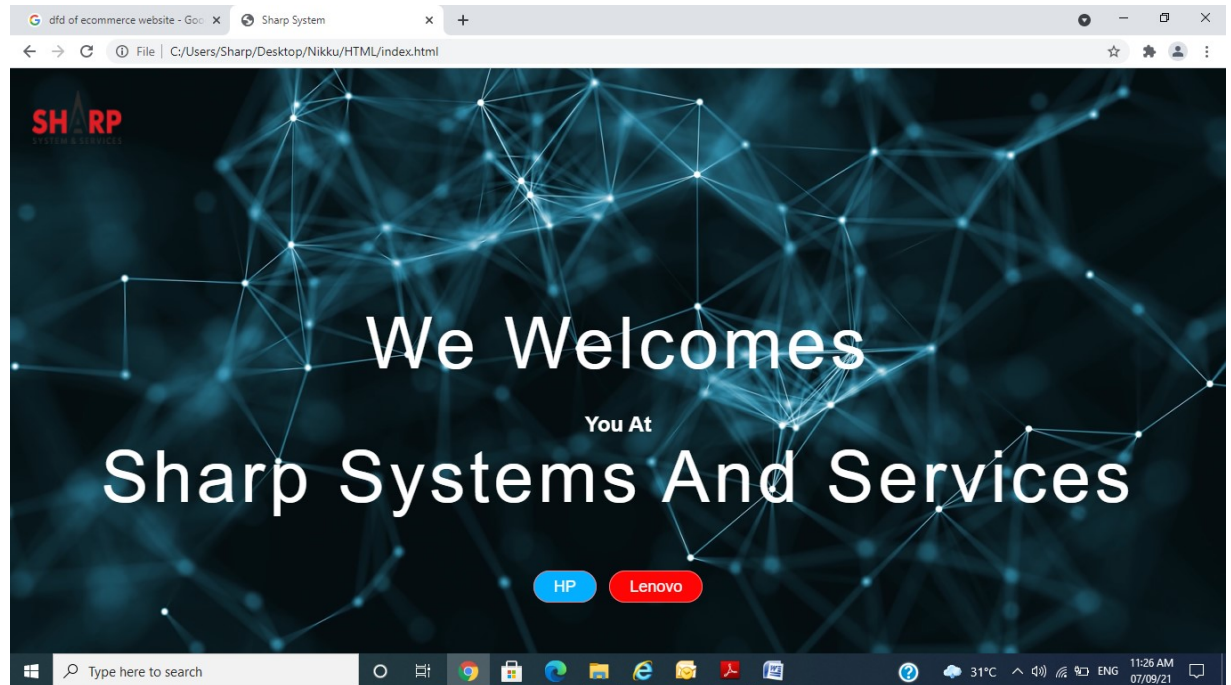 dfd of ecommerce website - Goo
Sharp System
File | C:/Users/Sharp/Desktop/Nikku/HTML/index.html
SHARP
SYSTEM & SERVICES
We Welcomes
You At
Sharp Systems And Services
HP Lenovo
Type here to search
31°C ENG 11:26 AM
07/09/21